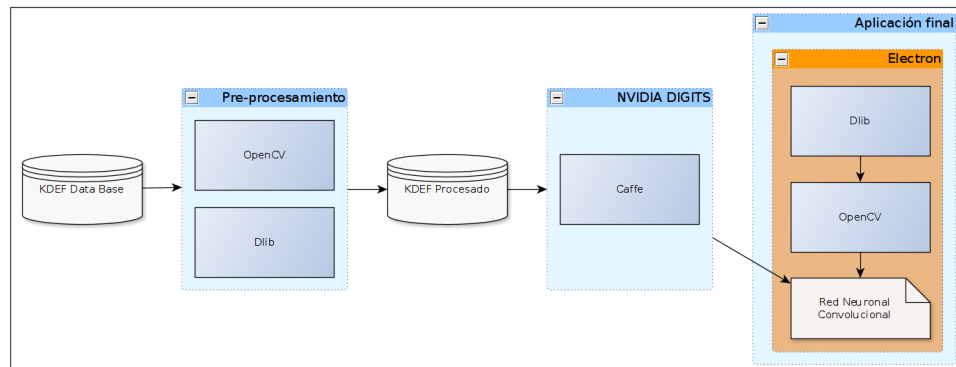 Aplicación final
Electron
Pre-procesamiento
NVIDIA DIGITS
OpenCV
Dlib
KDEF Data Base
KDEF Procesado
Caffe
Dlib
OpenCV
Red Neuronal
Convolucional